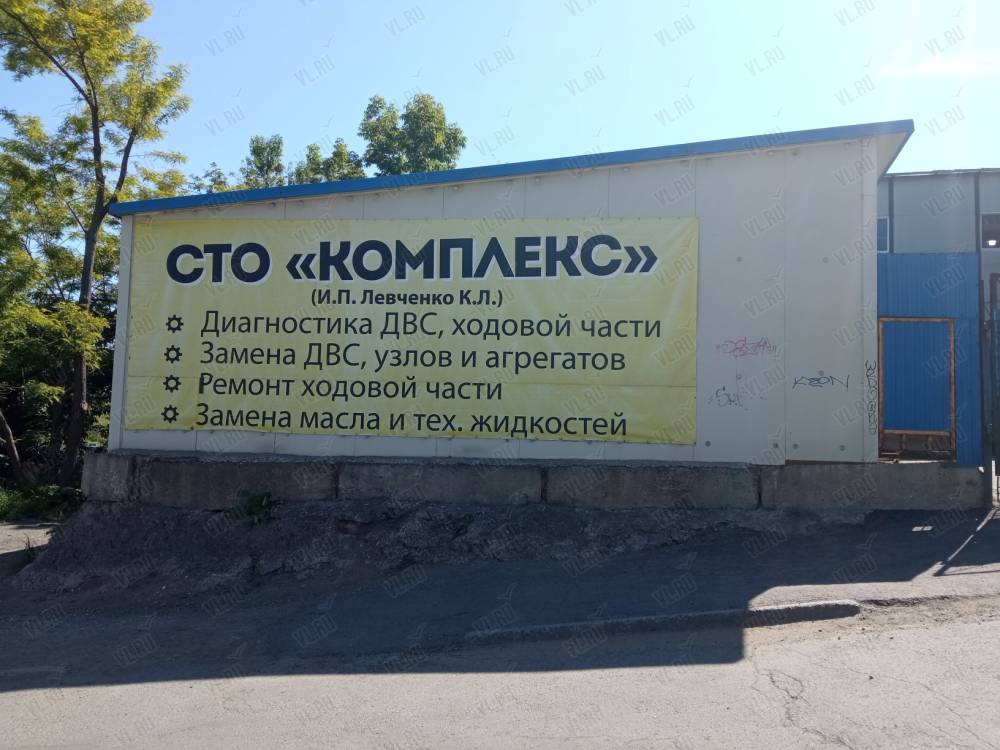 СТО «КОМПЛЕКС»
(И.П. Левченко К.Л.)
Диагностика ДВС, ходовой части
Замена ДВС, узлов и агрегатов
Ремонт ходовой части
Замена масла и тех. жидкостей
VL.RU